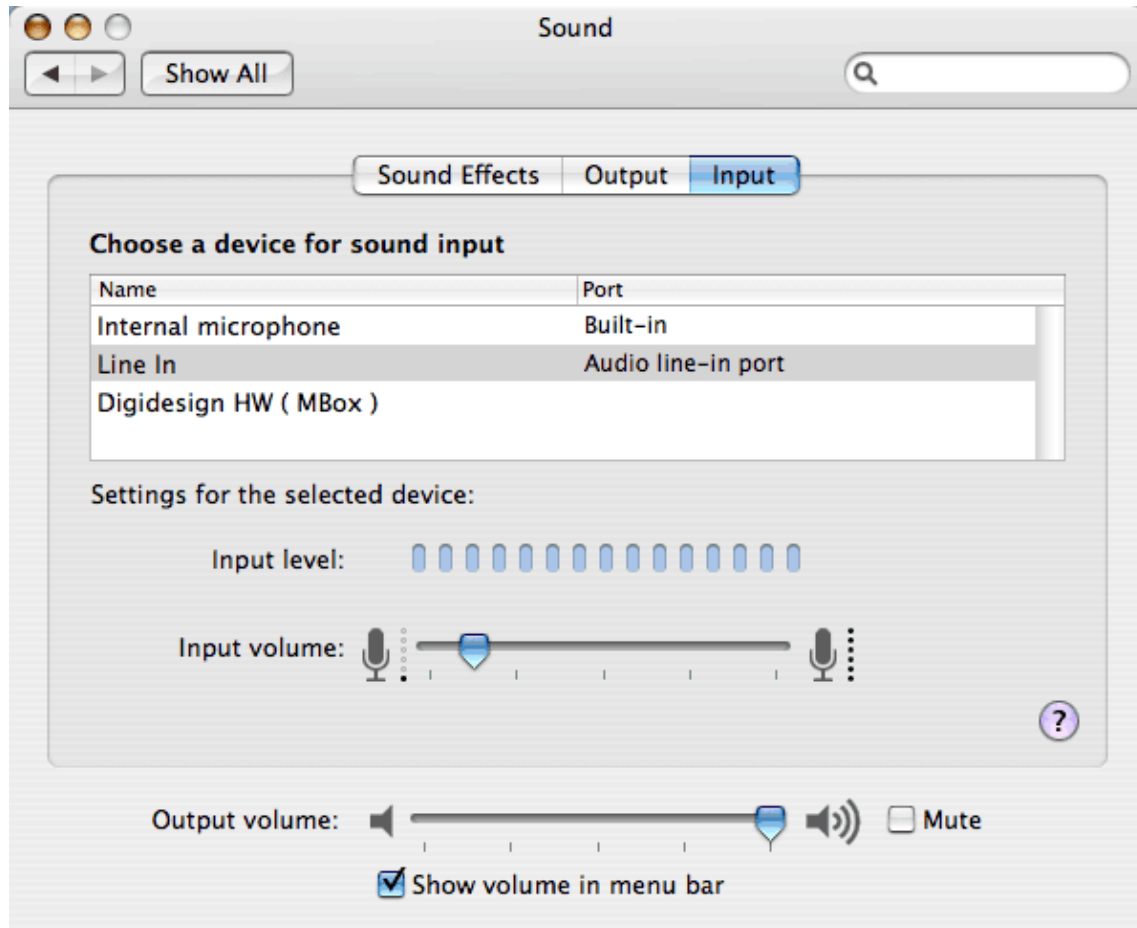 Sound
Show All
Sound Effects Output Input
Choose a device for sound input
Name Port
Internal microphone Built-in
Line In Audio line-in port
Digidesign HW ( MBox )
Settings for the selected device:
Input level:
Input volume:
?
Output volume: Mute
Show volume in menu bar